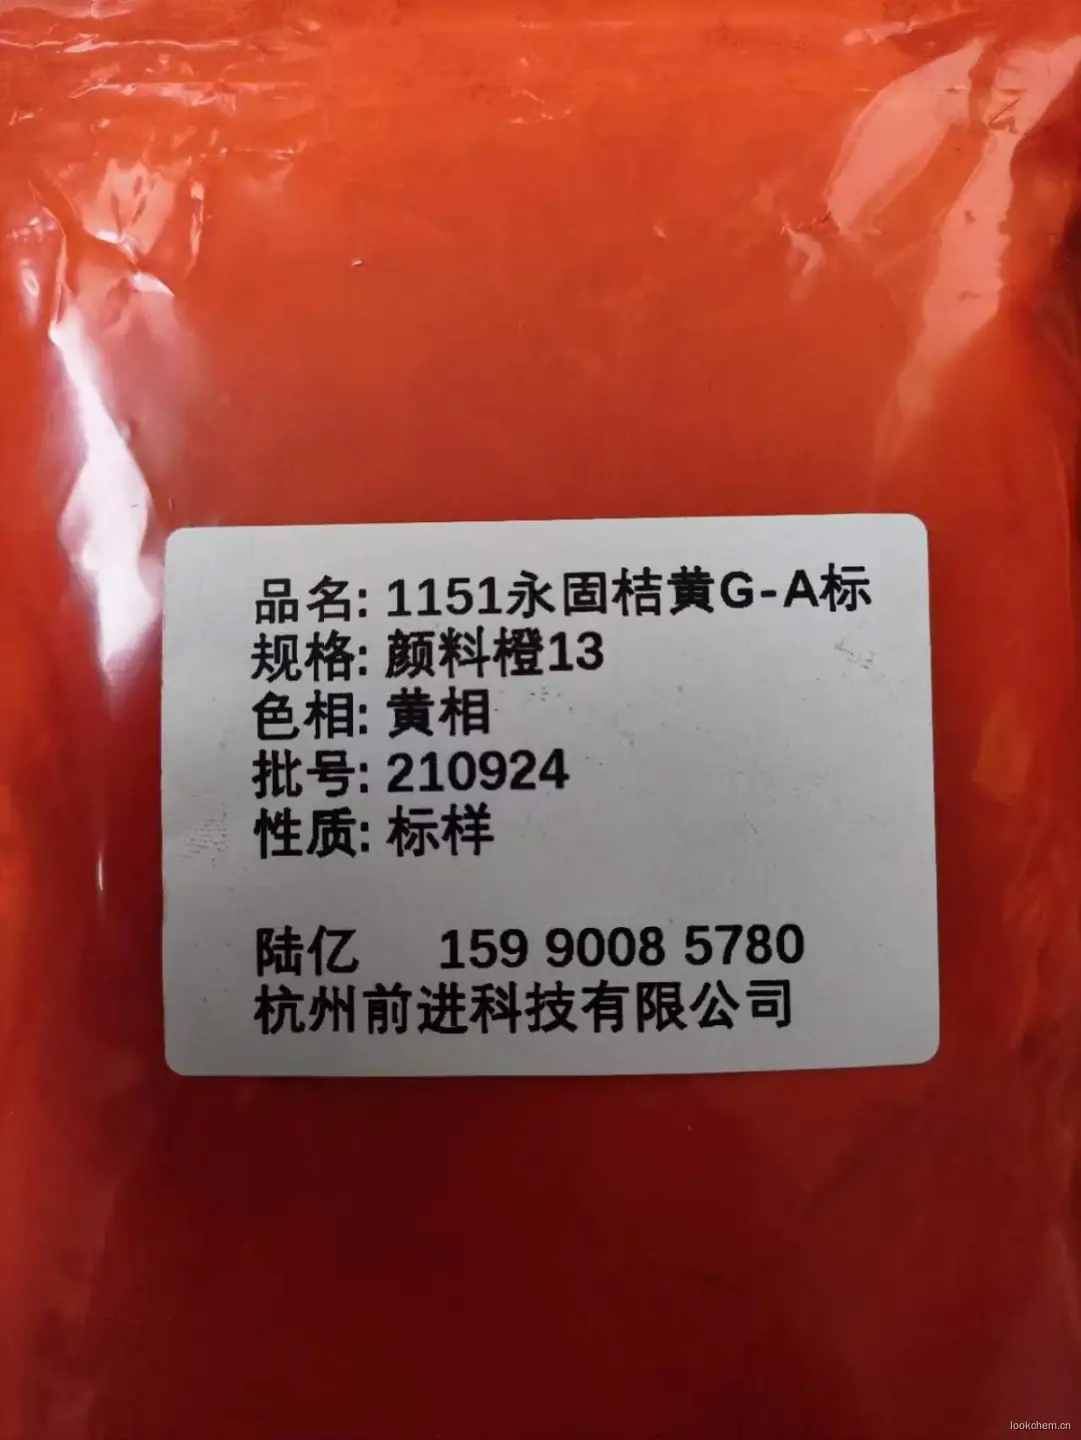 品名: 1151永固桔黄G-A标
规格: 颜料橙13
色相: 黄相
批号: 210924
性质: 标样
陆亿 159 9008 5780
杭州前进科技有限公司
lookchem.cn